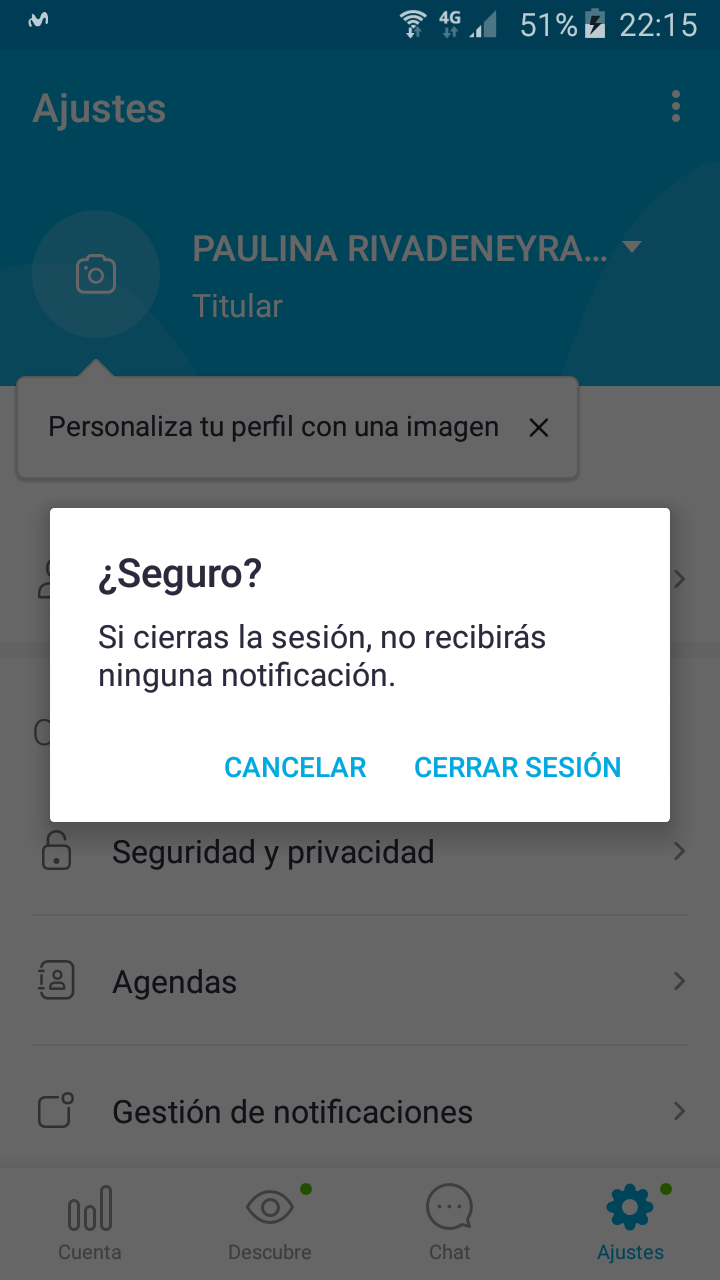 4G 51% 22:15
Ajustes
PAULINA RIVADENEYRA...
Titular
Personaliza tu perfil con una imagen
¿Seguro?
Si cierras la sesión, no recibirás
ninguna notificación.
CANCELAR CERRAR SESIÓN
Seguridad y privacidad
Agendas
Gestión de notificaciones
Cuenta Descubre Chat Ajustes